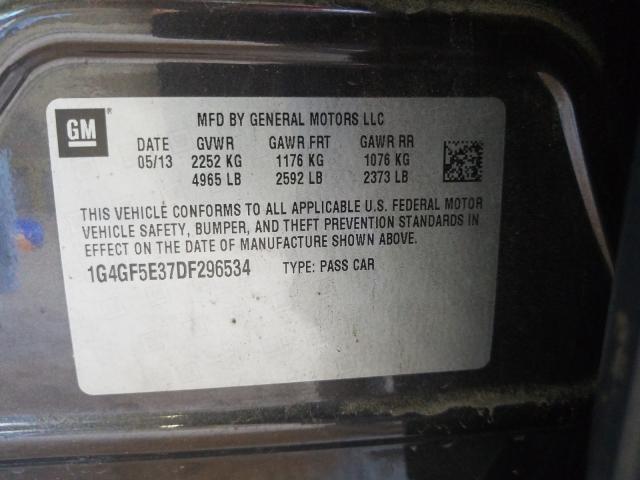 GM
MFD BY GENERAL MOTORS LLC
DATE GVWR GAWR FRT GAWR RR
05/13 2252 KG 1176 KG 1076 KG
4965 LB 2592 LB 2373 LB
THIS VEHICLE CONFORMS TO ALL APPLICABLE U.S. FEDERAL MOTOR
VEHICLE SAFETY, BUMPER, AND THEFT PREVENTION STANDARDS IN
EFFECT ON THE DATE OF MANUFACTURE SHOWN ABOVE.
1G4GF5E37DF296534 TYPE: PASS CAR